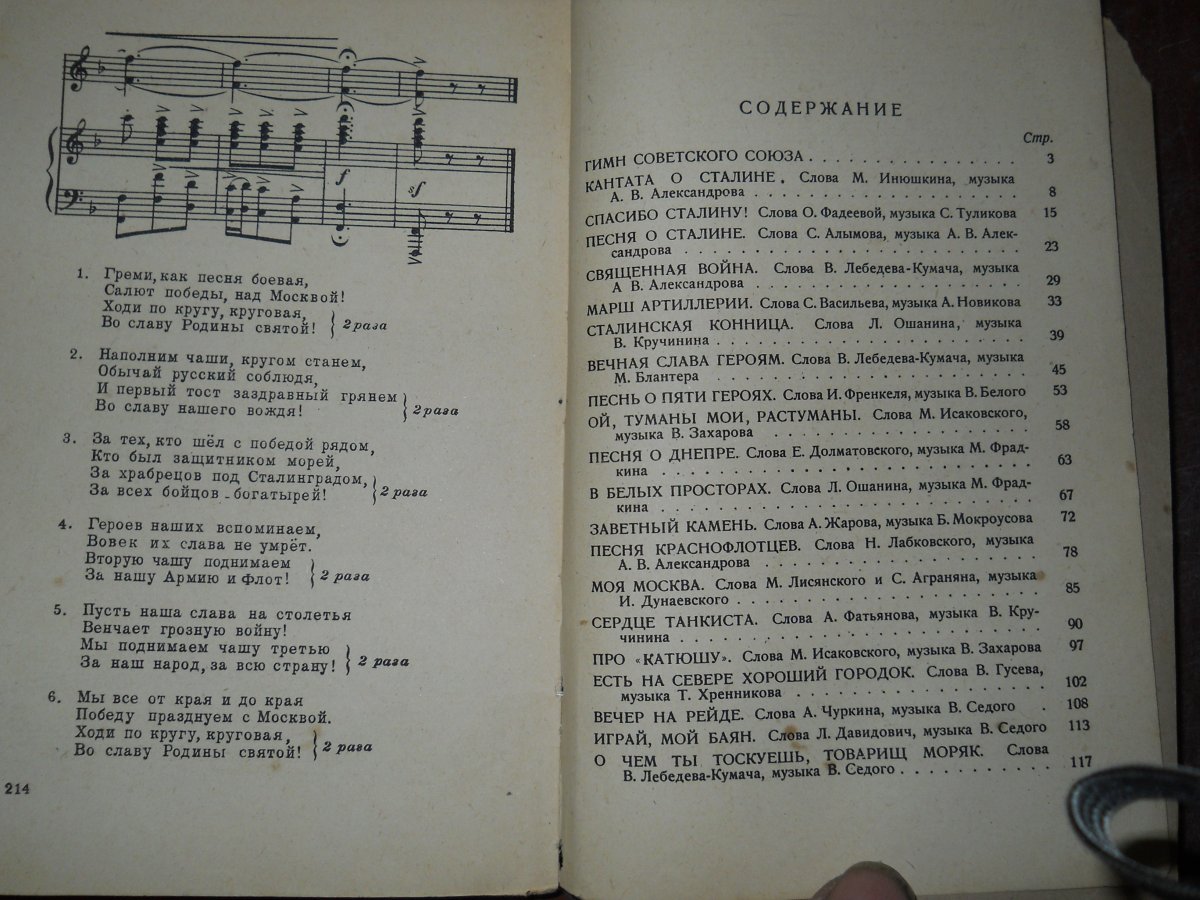 f
sf
1. Греми, как песня боевая,
Салют победы, над Москвой!
Ходи по кругу, круговая,
Во славу Родины святой! } 2 раза
2. Наполним чаши, кругом станем,
Обычай русский соблюдя,
И первый тост заздравный грянем
Во славу нашего вождя! } 2 раза
3. За тех, кто шёл с победой рядом,
Кто был защитником морей,
За храбрецов под Сталинградом,
За всех бойцов-богатырей! } 2 раза
4. Героев наших вспоминаем,
Вовек их слава не умрёт.
Вторую чашу поднимаем
За нашу Армию и Флот! } 2 раза
5. Пусть наша слава на столетья
Венчает грозную войну!
Мы поднимаем чашу третью
За наш народ, за всю страну! } 2 раза
6. Мы все от края и до края
Победу празднуем с Москвой.
Ходи по кругу, круговая,
Во славу Родины святой! } 2 раза
214
СОДЕРЖАНИЕ
Стр.
ГИМН СОВЕТСКОГО СОЮЗА . . . . . . . . . . . . . . . 3
КАНТАТА О СТАЛИНЕ. Слова М. Инюшкина, музыка
А. В. Александрова . . . . . . . . . . . . . . . 8
СПАСИБО СТАЛИНУ! Слова О. Фадеевой, музыка С. Туликова 15
ПЕСНЯ О СТАЛИНЕ. Слова С. Алымова, музыка А. В. Алек-
сандрова . . . . . . . . . . . . . . . 23
СВЯЩЕННАЯ ВОЙНА. Слова В. Лебедева-Кумача, музыка
А В. Александрова . . . . . . . . . . . . . . . 29
МАРШ АРТИЛЛЕРИИ. Слова С. Васильева, музыка А. Новикова 33
СТАЛИНСКАЯ КОННИЦА. Слова Л. Ошанина, музыка
В. Кручинина . . . . . . . . . . . . . . . 39
ВЕЧНАЯ СЛАВА ГЕРОЯМ. Слова В. Лебедева-Кумача, музыка
М. Блантера . . . . . . . . . . . . . . . 45
ПЕСНЬ О ПЯТИ ГЕРОЯХ. Слова И. Френкеля, музыка В. Белого 53
ОЙ, ТУМАНЫ МОИ, РАСТУМАНЫ. Слова М. Исаковского,
музыка В. Захарова . . . . . . . . . . . . . . . 58
ПЕСНЯ О ДНЕПРЕ. Слова Е. Долматовского, музыка М. Фрад-
кина . . . . . . . . . . . . . . . 63
В БЕЛЫХ ПРОСТОРАХ. Слова Л. Ошанина, музыка М. Фрад-
кина . . . . . . . . . . . . . . . 67
ЗАВЕТНЫЙ КАМЕНЬ. Слова А. Жарова, музыка Б. Мокроусова 72
ПЕСНЯ КРАСНОФЛОТЦЕВ. Слова Н. Лабковского, музыка
А. В. Александрова . . . . . . . . . . . . . . . 78
МОЯ МОСКВА. Слова М. Лисянского и С. Аграняна, музыка
И. Дунаевского . . . . . . . . . . . . . . . 85
СЕРДЦЕ ТАНКИСТА. Слова А. Фатьянова, музыка В. Кру-
чинина . . . . . . . . . . . . . . . 90
ПРО «КАТЮШУ». Слова М. Исаковского, музыка В. Захарова 97
ЕСТЬ НА СЕВЕРЕ ХОРОШИЙ ГОРОДОК. Слова В. Гусева,
музыка Т. Хренникова . . . . . . . . . . . . . . . 102
ВЕЧЕР НА РЕЙДЕ. Слова А. Чуркина, музыка В. Седого . 108
ИГРАЙ, МОЙ БАЯН. Слова Л. Давидович, музыка В. Седого 113
О ЧЕМ ТЫ ТОСКУЕШЬ, ТОВАРИЩ МОРЯК. Слова
В. Лебедева-Кумача, музыка В. Седого . . . . . . . . . . 117